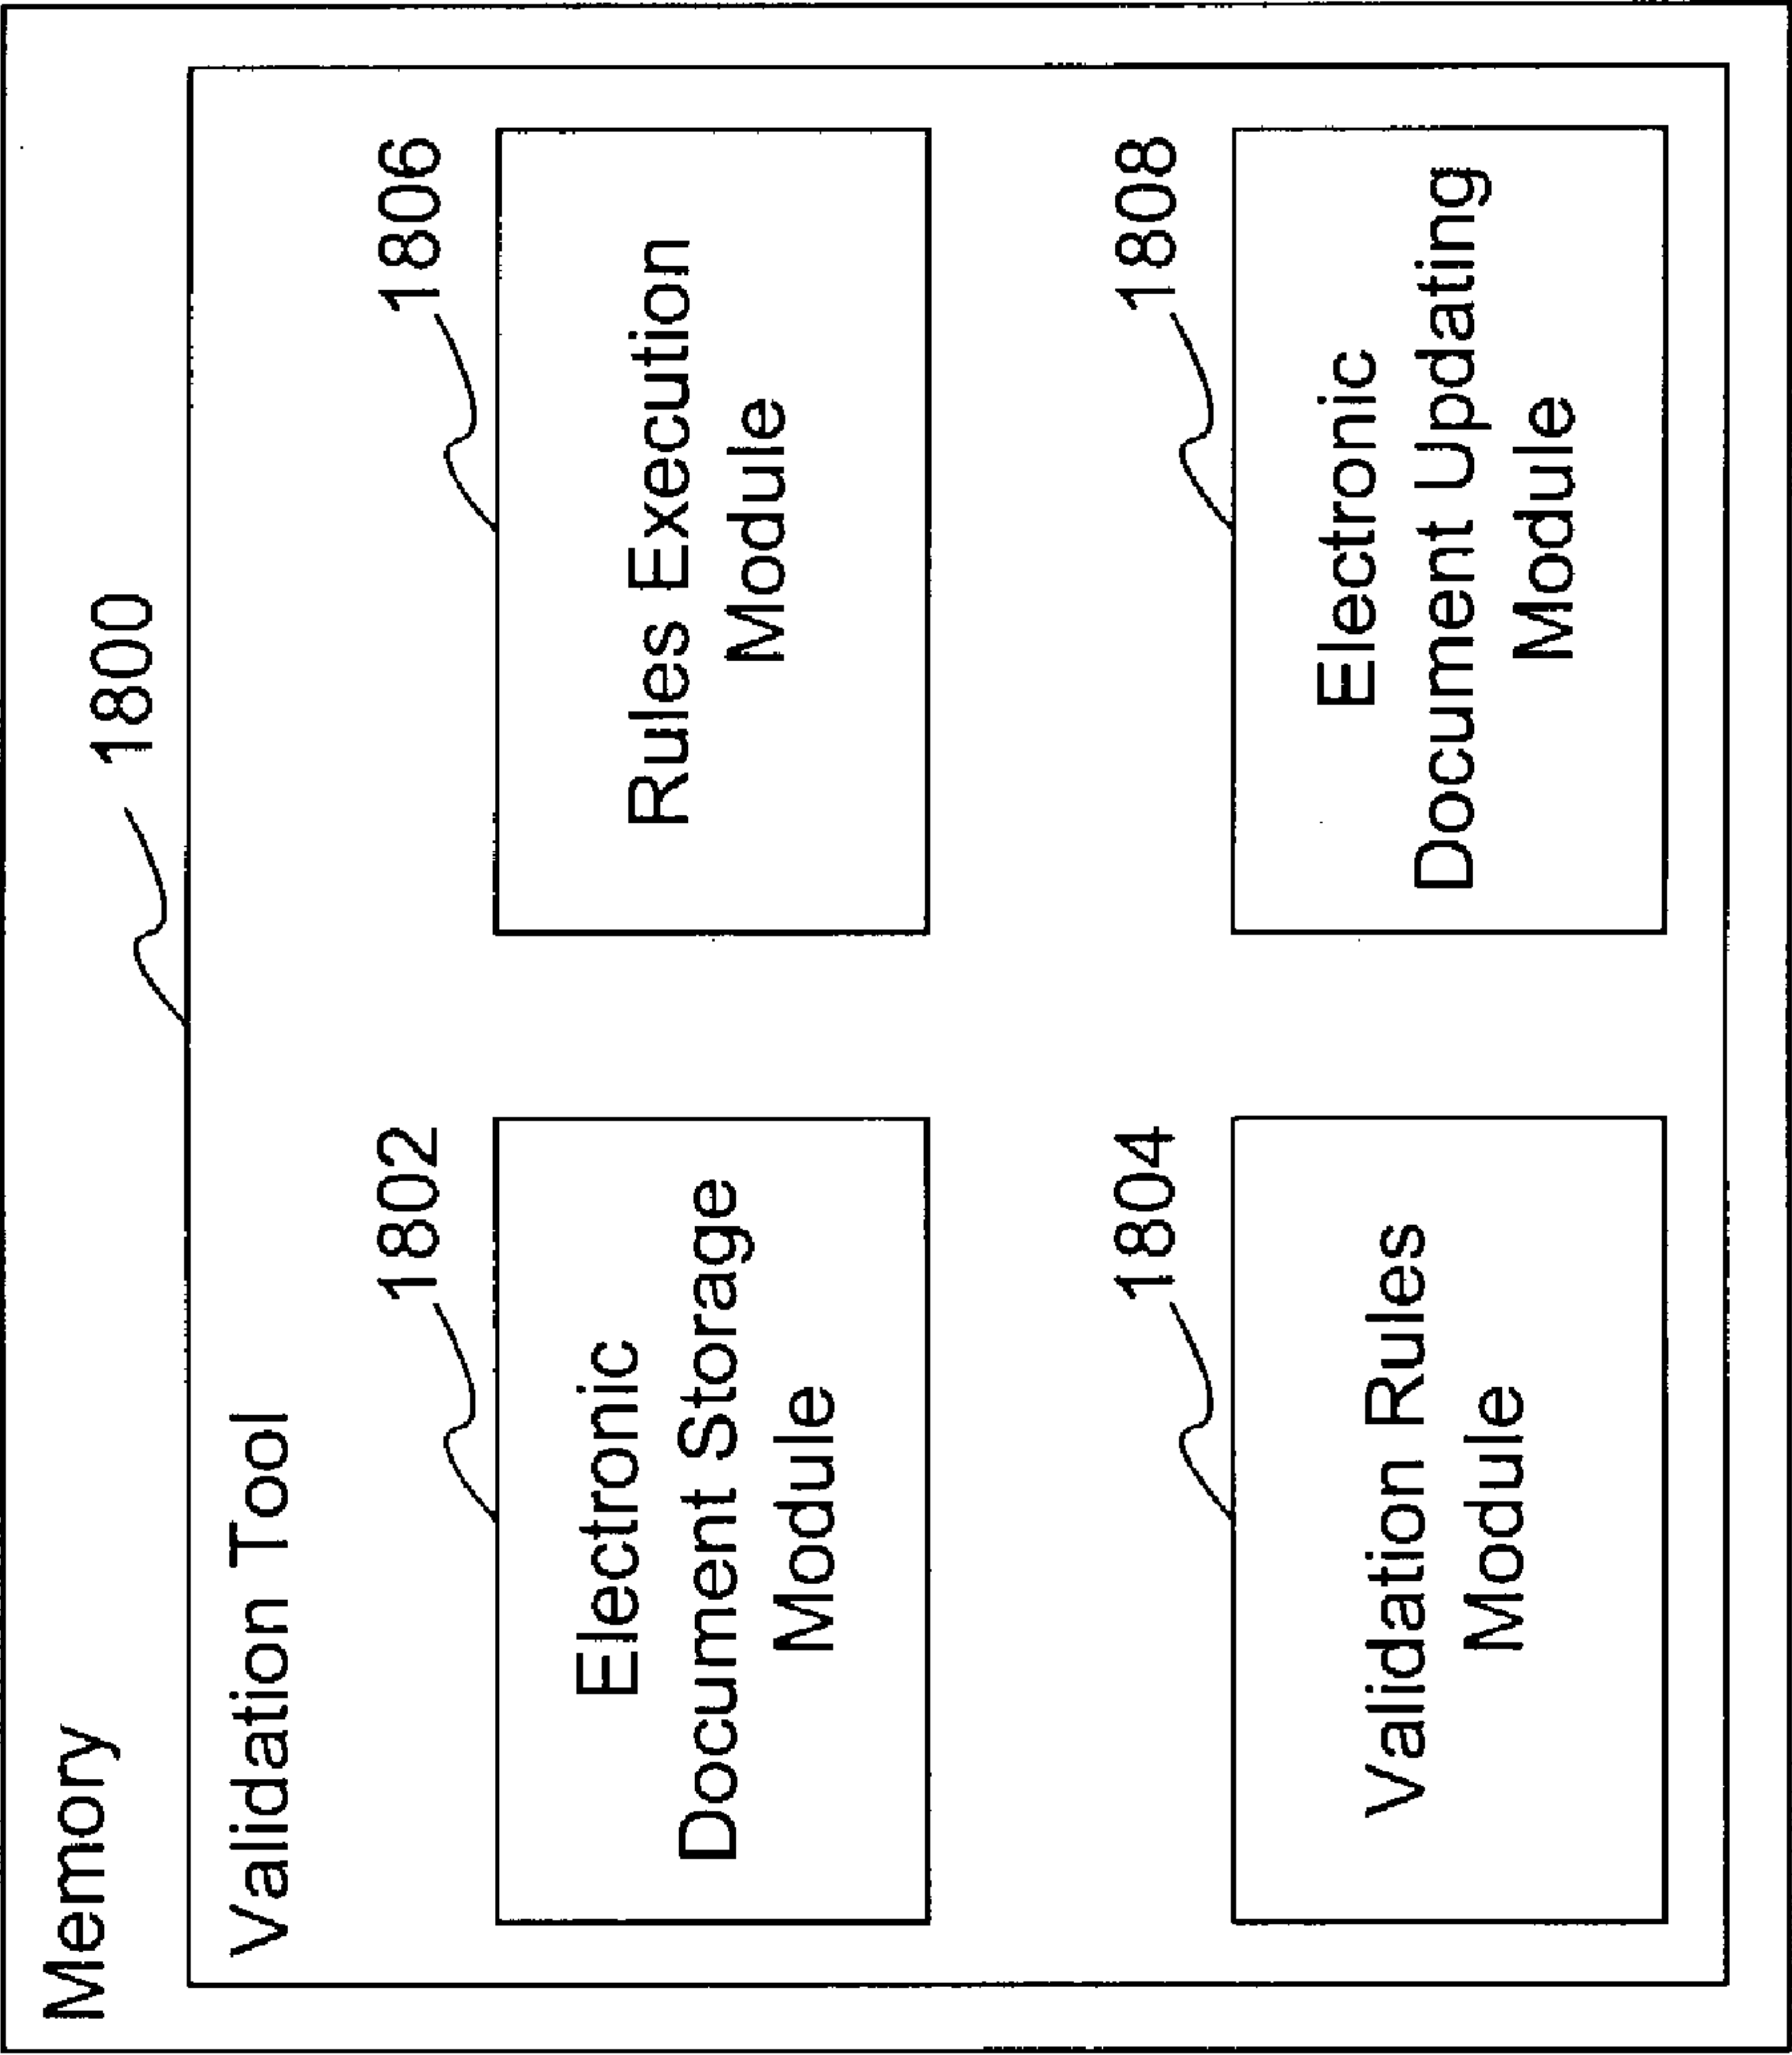 Memory
1800
Validation Tool
1802
Electronic
Document Storage
Module
1806
Rules Execution
Module
1804
Validation Rules
Module
1808
Electronic
Document Updating
Module